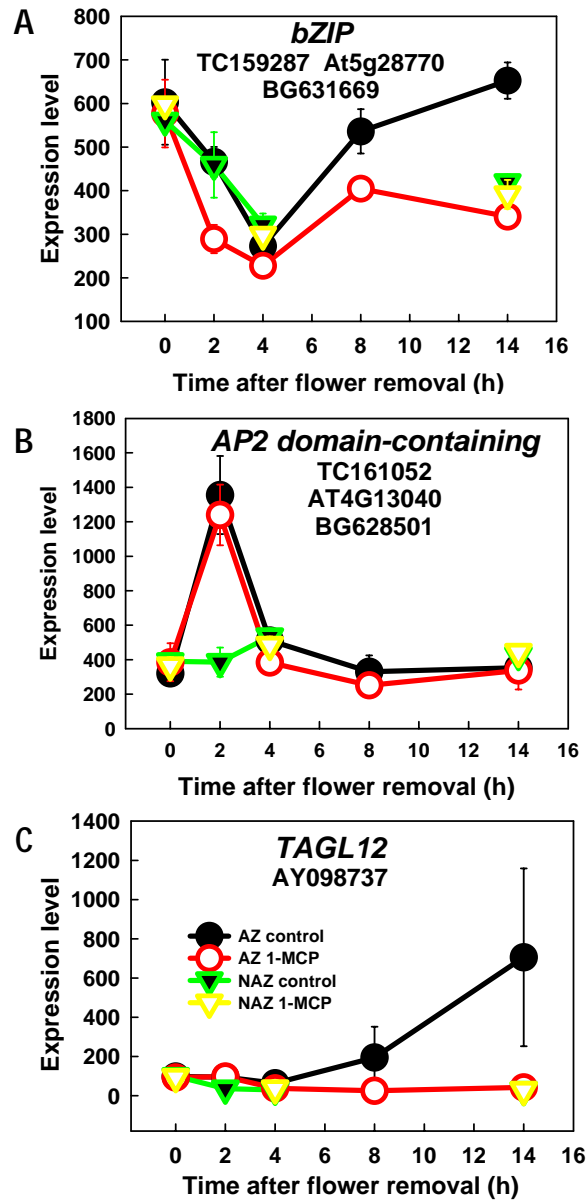 A
bZIP
TC159287 At5g28770
BG631669
Expression level
800
700
600
500
400
300
200
100
0 2 4 6 8 10 12 14 16
Time after flower removal (h)
B
AP2 domain-containing
TC161052
AT4G13040
BG628501
Expression level
1800
1600
1400
1200
1000
800
600
400
200
0
0 2 4 6 8 10 12 14 16
Time after flower removal (h)
C
TAGL12
AY098737
AZ control
AZ 1-MCP
NAZ control
NAZ 1-MCP
Expression level
1400
1200
1000
800
600
400
200
0
0 2 4 6 8 10 12 14 16
Time after flower removal (h)